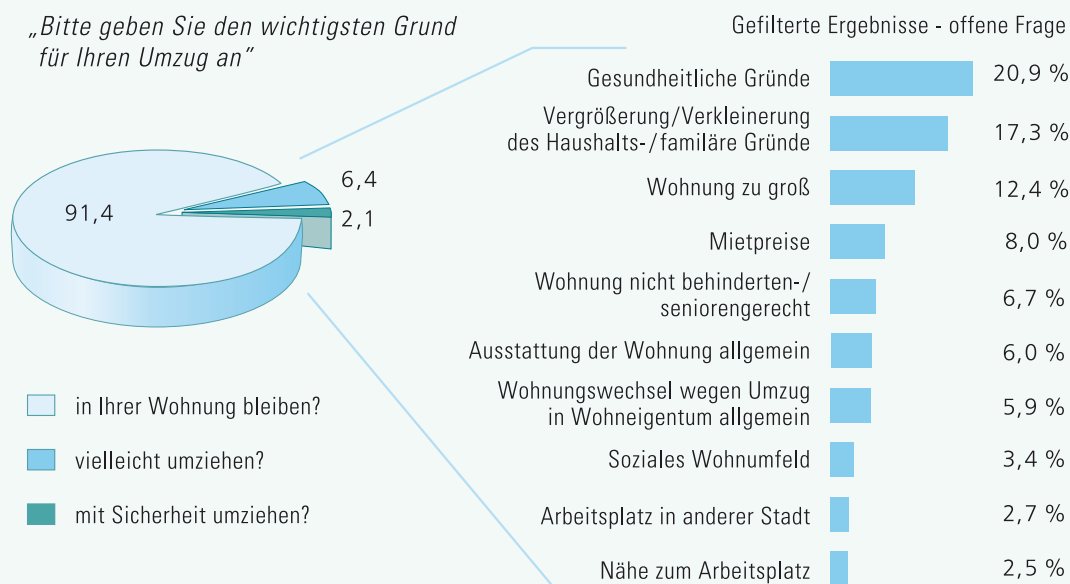 „Bitte geben Sie den wichtigsten Grund
für Ihren Umzug an"
91,4
6,4
2,1
in Ihrer Wohnung bleiben?
vielleicht umziehen?
mit Sicherheit umziehen?
Gefilterte Ergebnisse - offene Frage
Gesundheitliche Gründe 20,9 %
Vergrößerung/Verkleinerung
des Haushalts-/familäre Gründe 17,3 %
Wohnung zu groß 12,4 %
Mietpreise 8,0 %
Wohnung nicht behinderten-/
seniorengerecht 6,7 %
Ausstattung der Wohnung allgemein 6,0 %
Wohnungswechsel wegen Umzug
in Wohneigentum allgemein 5,9 %
Soziales Wohnumfeld 3,4 %
Arbeitsplatz in anderer Stadt 2,7 %
Nähe zum Arbeitsplatz 2,5 %